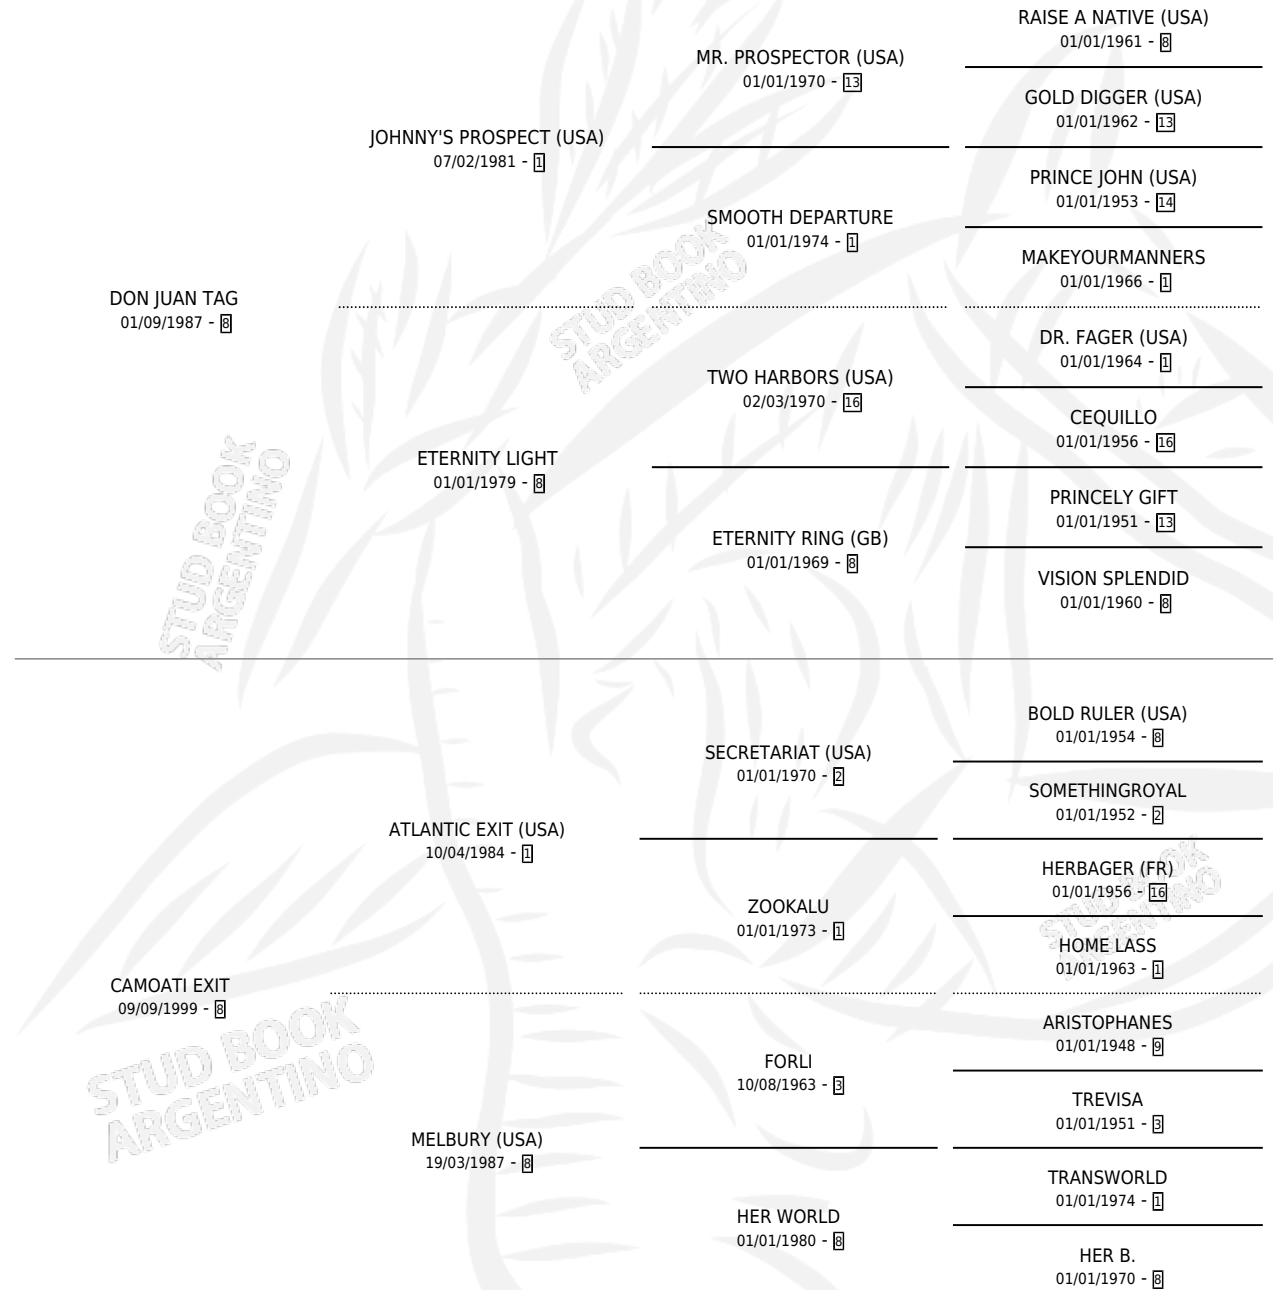 RAISE A NATIVE (USA)
01/01/1961 - 8
MR. PROSPECTOR (USA)
01/01/1970 - 13
GOLD DIGGER (USA)
01/01/1962 - 13
JOHNNY'S PROSPECT (USA)
07/02/1981 - 1
PRINCE JOHN (USA)
01/01/1953 - 14
SMOOTH DEPARTURE
01/01/1974 - 1
MAKEYOURMANNERS
01/01/1966 - 1
DON JUAN TAG
01/09/1987 - 8
DR. FAGER (USA)
01/01/1964 - 1
TWO HARBORS (USA)
02/03/1970 - 16
CEQUILLO
01/01/1956 - 16
ETERNITY LIGHT
01/01/1979 - 8
PRINCELY GIFT
01/01/1951 - 13
ETERNITY RING (GB)
01/01/1969 - 8
VISION SPLENDID
01/01/1960 - 8
STUD BOOK
ARGENTINO
STUD BOOK
ARGENTINO
BOLD RULER (USA)
01/01/1954 - 8
SECRETARIAT (USA)
01/01/1970 - 2
SOMETHINGROYAL
01/01/1952 - 2
ATLANTIC EXIT (USA)
10/04/1984 - 1
HERBAGER (FR)
01/01/1956 - 16
ZOOKALU
01/01/1973 - 1
HOME LASS
01/01/1963 - 1
STUD BOOK
ARGENTINO
CAMOATI EXIT
09/09/1999 - 8
ARISTOPHANES
01/01/1948 - 9
FORLI
10/08/1963 - 3
TREVISA
01/01/1951 - 3
MELBURY (USA)
19/03/1987 - 8
TRANSWORLD
01/01/1974 - 1
HER WORLD
01/01/1980 - 8
HER B.
01/01/1970 - 8
STUD BOOK
ARGENTINO